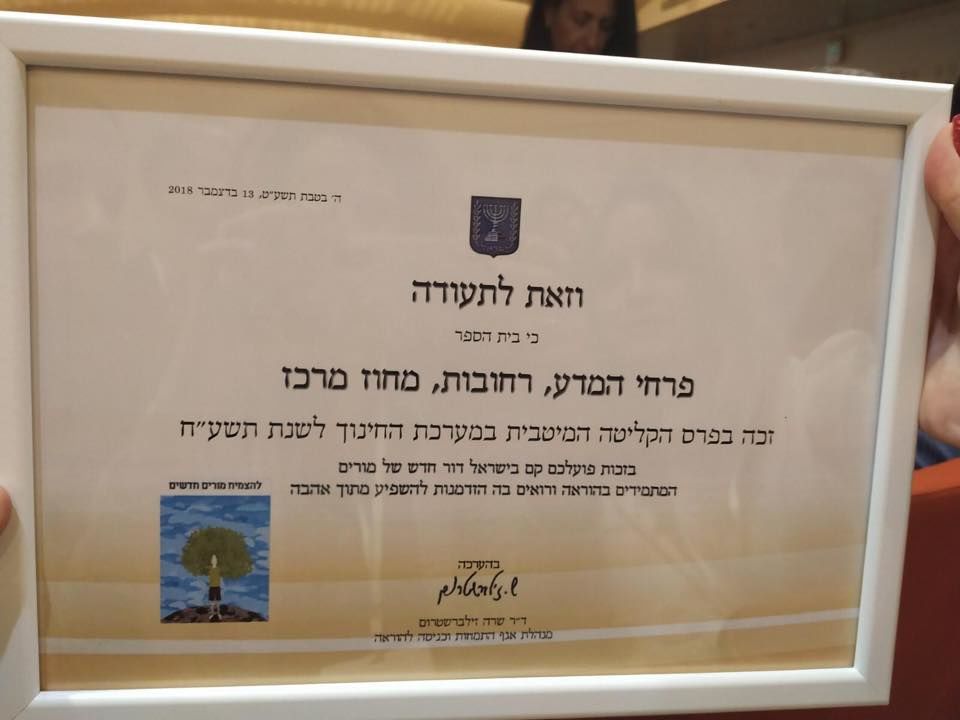 ה׳ בטבת תשע״ט, 13 בדצמבר 2018
וזאת לתעודה
כי בית הספר
פרחי המדע, רחובות, מחוז מרכז
זכה בפרס הקליטה המיטבית במערכת החינוך לשנת תשע״ח
בזכות פועלכם קם בישראל דור חדש של מורים
המתמידים בהוראה ורואים בה הזדמנות להשפיע מתוך אהבה
להצמיח מורים חדשים
בהערכה
ש. זילברשטרום
ד״ר שרה זילברשטרום
מנהלת אגף התמחות וכניסה להוראה